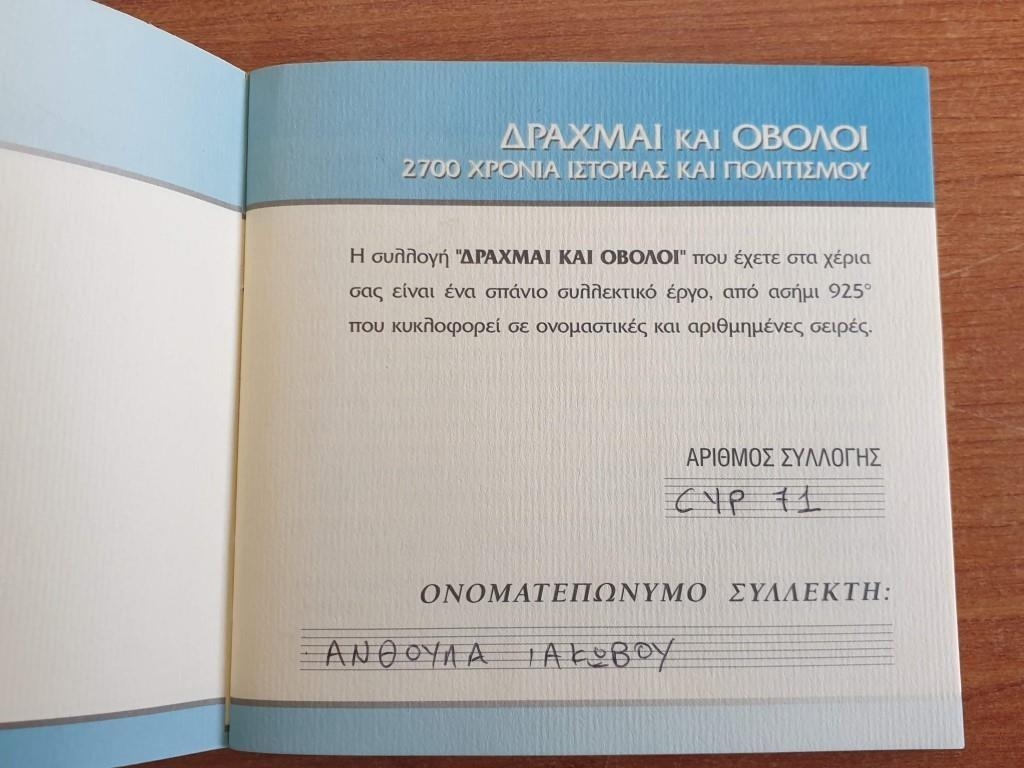 ΔΡΑΧΜΑΙ ΚΑΙ ΟΒΟΛΟΙ
2700 ΧΡΟΝΙΑ ΙΣΤΟΡΙΑΣ ΚΑΙ ΠΟΛΙΤΙΣΜΟΥ
Η συλλογή "ΔΡΑΧΜΑΙ ΚΑΙ ΟΒΟΛΟΙ" που έχετε στα χέρια
σας είναι ένα σπάνιο συλλεκτικό έργο, από ασήμι 925°
που κυκλοφορεί σε ονομαστικές και αριθμημένες σειρές.
ΑΡΙΘΜΟΣ ΣΥΛΛΟΓΗΣ
CYP 71
ΟΝΟΜΑΤΕΠΩΝΥΜΟ ΣΥΛΛΕΚΤΗ:
ΑΝΘΟΥΛΑ ΙΑΚΩΒΟΥ